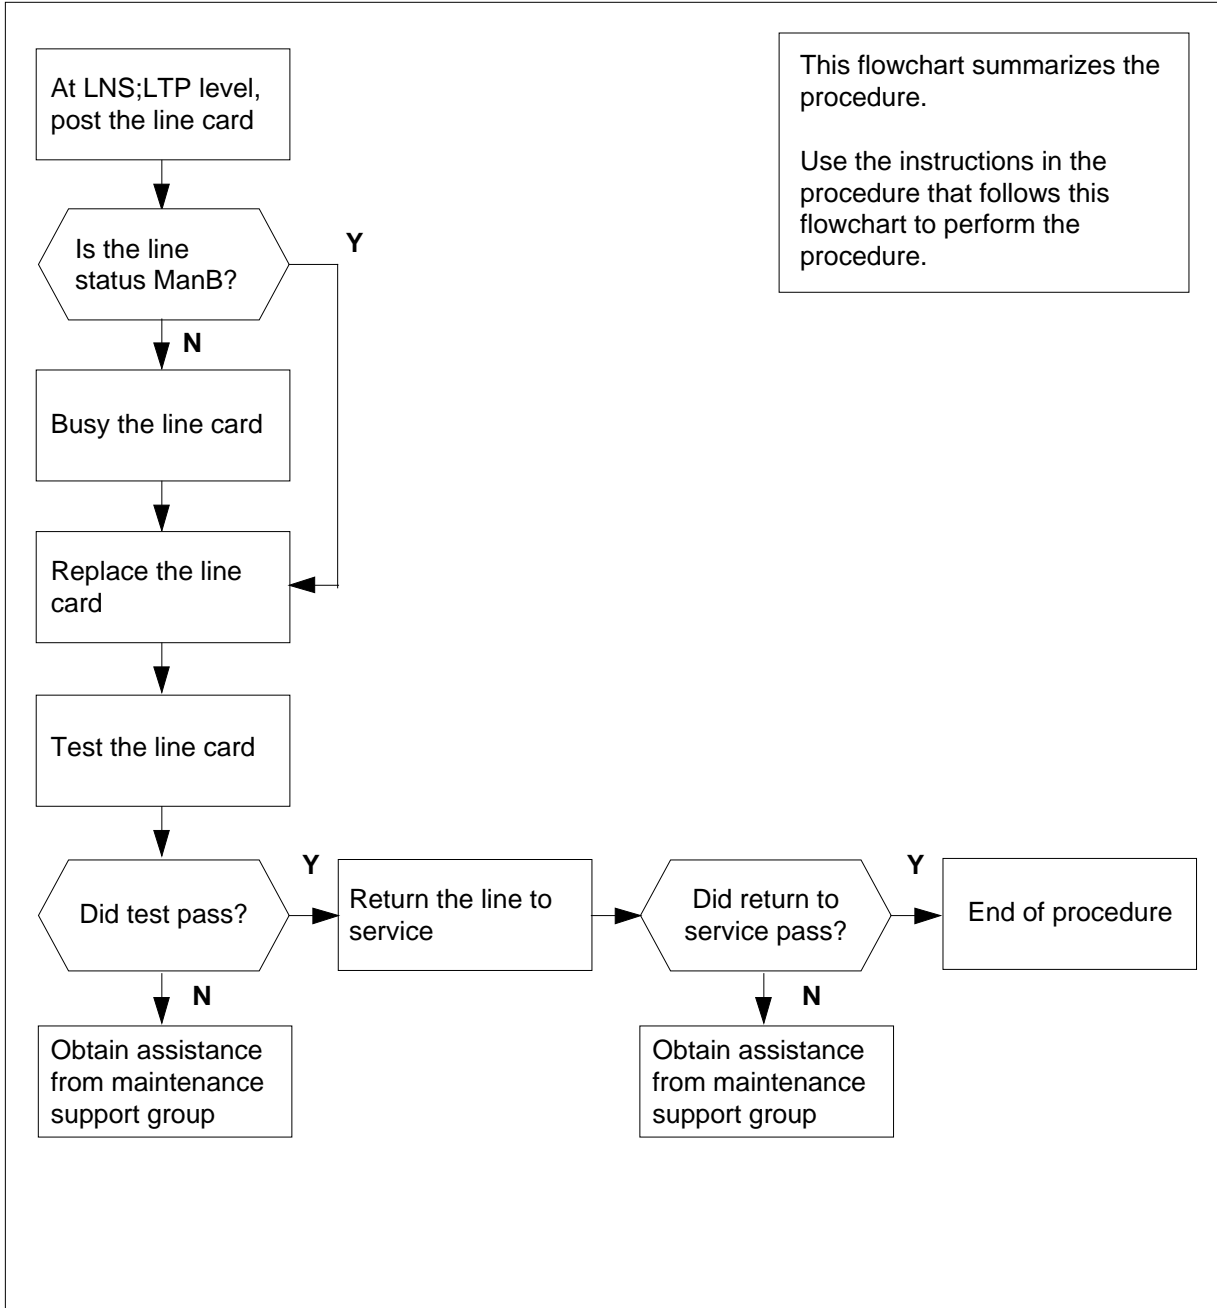 At LNS;LTP level,
post the line card
This flowchart summarizes the
procedure.
Use the instructions in the
procedure that follows this
flowchart to perform the
procedure.
Is the line
status ManB?
Y
N
Busy the line card
Replace the line
card
Test the line card
Did test pass?
Y
Return the line to
service
Did return to
service pass?
Y
End of procedure
N
Obtain assistance
from maintenance
support group
N
Obtain assistance
from maintenance
support group